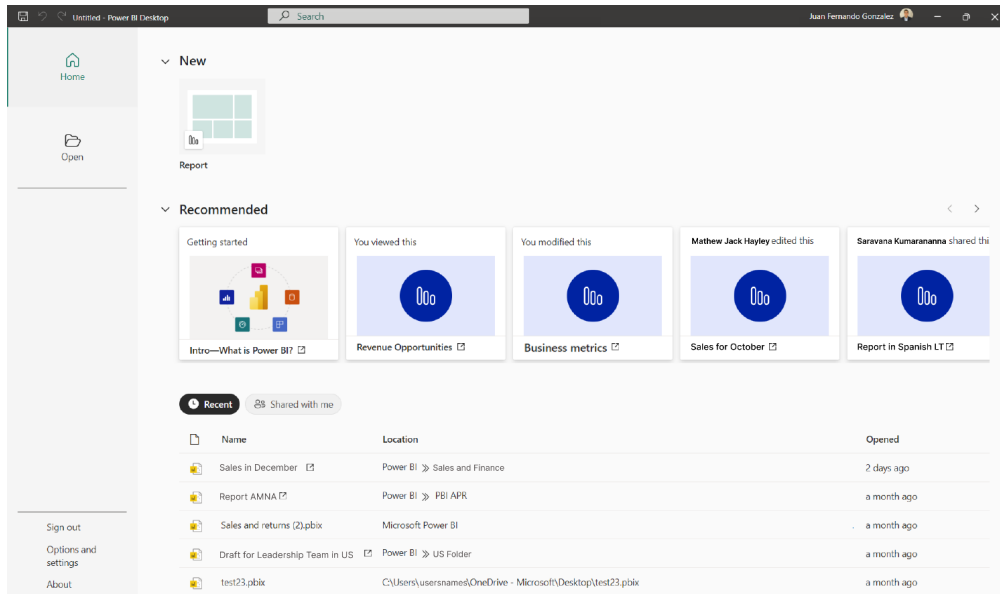 Untitled - Power BI Desktop
Search
Juan Fernando Gonzalez
Home
Open
Sign out
Options and
settings
About
New
Report
Recommended
Getting started
Intro—What is Power BI?
You viewed this
Revenue Opportunities
You modified this
Business metrics
Mathew Jack Hayley edited this
Sales for October
Saravana Kumarananna shared thi
Report in Spanish LT
Recent
Shared with me
Name Location Opened
Sales in December Power BI Sales and Finance 2 days ago
Report AMNA Power BI PBI APR a month ago
Sales and returns (2).pbix Microsoft Power BI a month ago
Draft for Leadership Team in US Power BI US Folder a month ago
test23.pbix C:\Users\usersnames\OneDrive - Microsoft\Desktop\test23.pbix a month ago